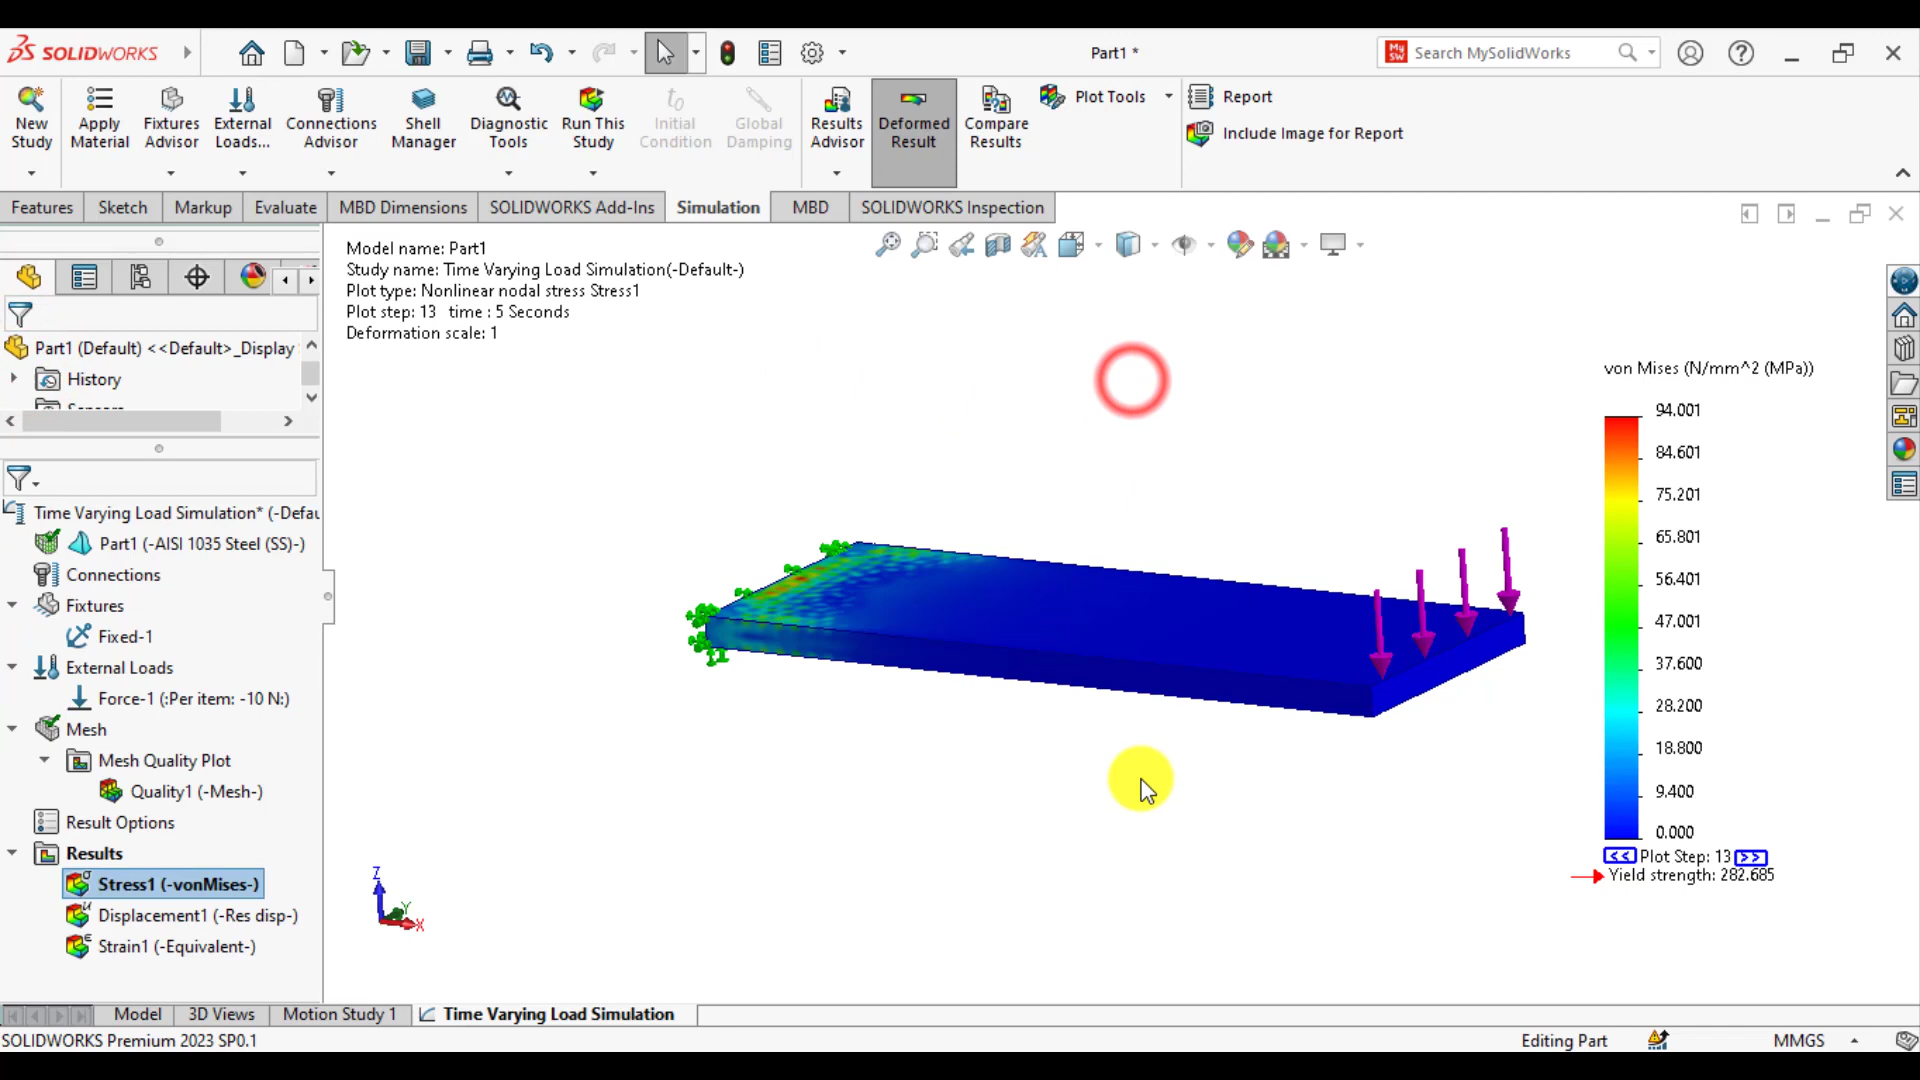 SOLIDWORKS
Part1 *
Search MySolidWorks
New Study
Apply Material
Fixtures Advisor
External Loads...
Connections Advisor
Shell Manager
Diagnostic Tools
Run This Study
Initial Condition
Global Damping
Results Advisor
Deformed Result
Compare Results
Plot Tools
Report
Include Image for Report
Features Sketch Markup Evaluate MBD Dimensions SOLIDWORKS Add-Ins Simulation MBD SOLIDWORKS Inspection
Part1 (Default) <<Default>_Display
History
Time Varying Load Simulation* (-Defau
Part1 (-AISI 1035 Steel (SS)-)
Connections
Fixtures
Fixed-1
External Loads
Force-1 (:Per item: -10 N:)
Mesh
Mesh Quality Plot
Quality1 (-Mesh-)
Result Options
Results
Stress1 (-vonMises-)
Displacement1 (-Res disp-)
Strain1 (-Equivalent-)
Model name: Part1
Study name: Time Varying Load Simulation(-Default-)
Plot type: Nonlinear nodal stress Stress1
Plot step: 13 time : 5 Seconds
Deformation scale: 1
von Mises (N/mm^2 (MPa))
94.001
84.601
75.201
65.801
56.401
47.001
37.600
28.200
18.800
9.400
0.000
<< Plot Step: 13 >>
Yield strength: 282.685
Z
Y
X
Model 3D Views Motion Study 1 Time Varying Load Simulation
SOLIDWORKS Premium 2023 SP0.1
Editing Part
MMGS